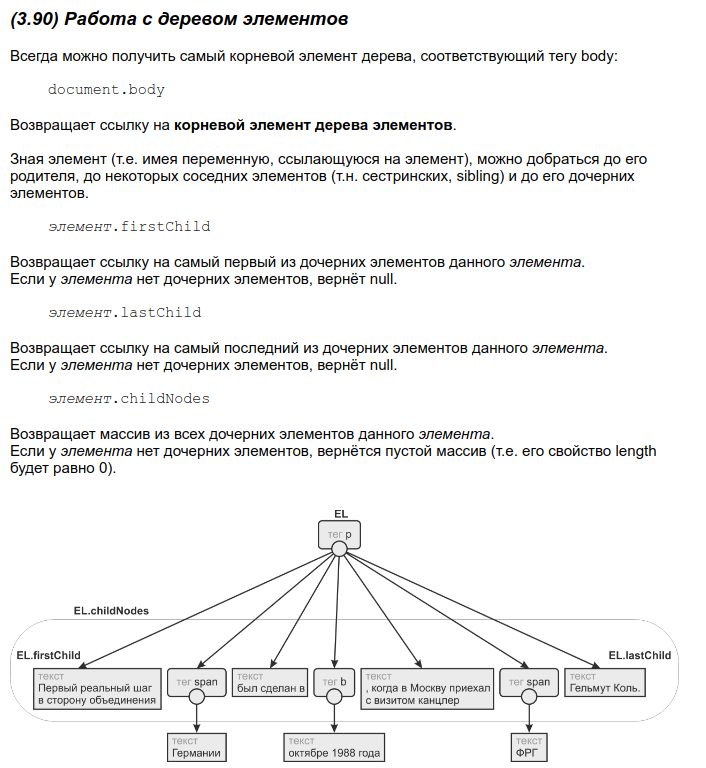 (3.90) Работа с деревом элементов
Всегда можно получить самый корневой элемент дерева, соответствующий тегу body:
document.body
Возвращает ссылку на корневой элемент дерева элементов.
Зная элемент (т.е. имея переменную, ссылающуюся на элемент), можно добраться до его
родителя, до некоторых соседних элементов (т.н. сестринских, sibling) и до его дочерних
элементов.
элемент.firstChild
Возвращает ссылку на самый первый из дочерних элементов данного элемента.
Если у элемента нет дочерних элементов, вернёт null.
элемент.lastChild
Возвращает ссылку на самый последний из дочерних элементов данного элемента.
Если у элемента нет дочерних элементов, вернёт null.
элемент.childNodes
Возвращает массив из всех дочерних элементов данного элемента.
Если у элемента нет дочерних элементов, вернётся пустой массив (т.е. его свойство length
будет равно 0).
EL
тег p
EL.childNodes
EL.firstChild
EL.lastChild
текст
Первый реальный шаг
в сторону объединения
тег span
текст
был сделан в
тег b
текст
, когда в Москву приехал
с визитом канцлер
тег span
текст
Гельмут Коль.
текст
Германии
текст
октябре 1988 года
текст
ФРГ